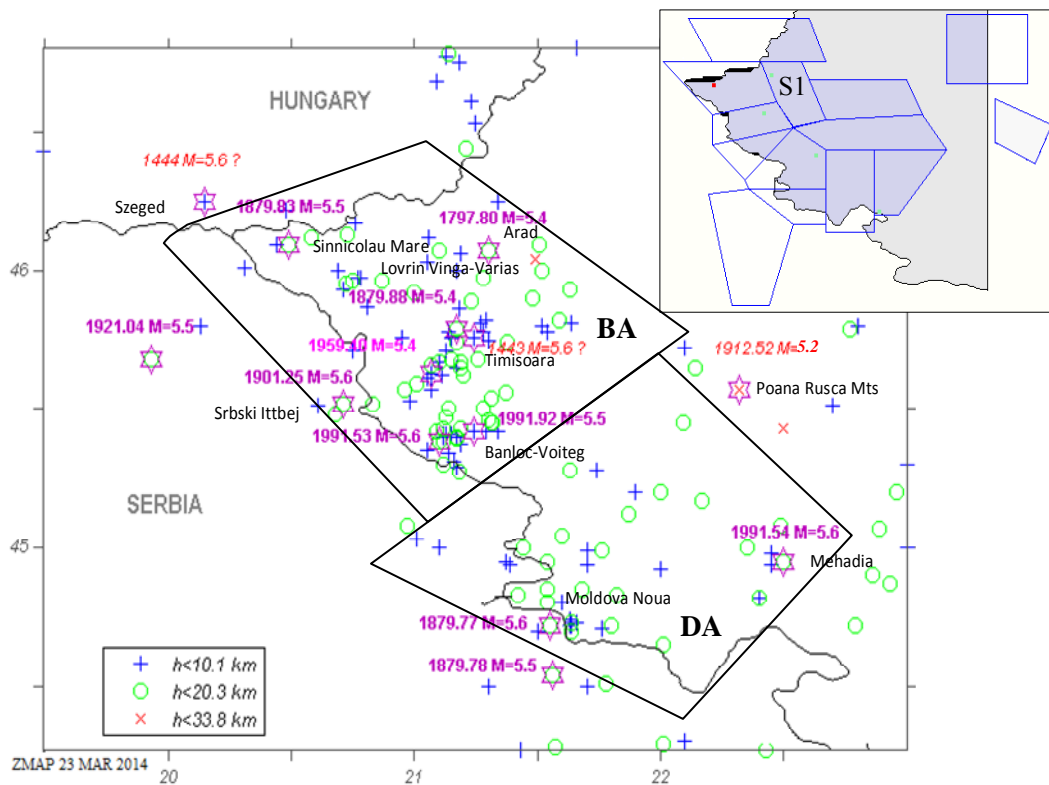 S1
HUNGARY
1444 M=5.6 ?
Szeged
1879.83 M=5.5
1797.80 M=5.4
Arad
Sinnicolau Mare
46
Lovrin Vinga-Varias
1879.88 M=5.4
1921.04 M=5.5
BA
1443 M=5.6 ?
1912.52 M=5.2
Timisoara
1901.25 M=5.6
Poana Rusca Mts
Srbski Ittbej
1991.92 M=5.5
1991.53 M=5.6
Banloc-Voiteg
SERBIA
1991.54 M=5.6
45
Mehadia
Moldova Noua
1879.77 M=5.6
DA
1879.78 M=5.5
h<10.1 km
h<20.3 km
h<33.8 km
ZMAP 23 MAR 2014
20
21
22